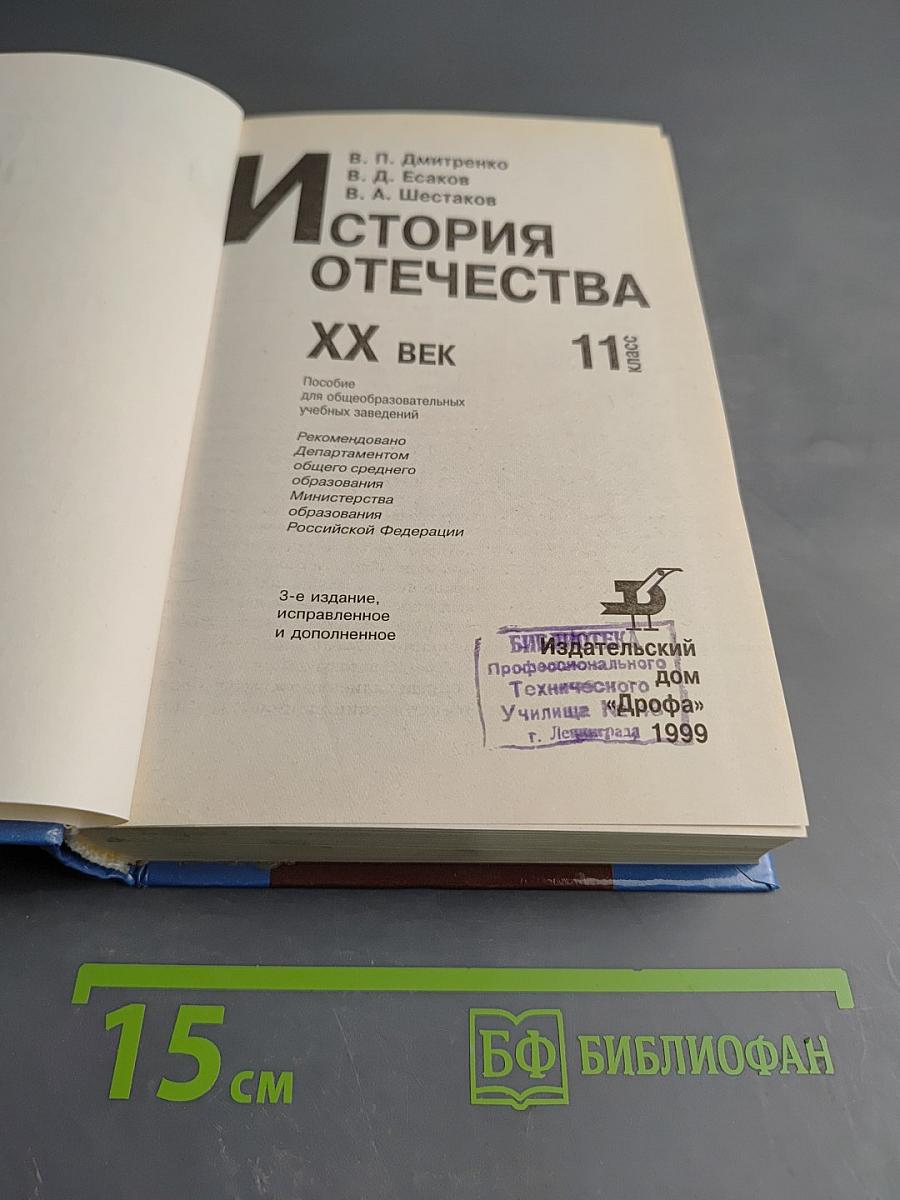 В. П. Дмитренко
В. Д. Есаков
В. А. Шестаков
ИСТОРИЯ
ОТЕЧЕСТВА
XX ВЕК
11 класс
Пособие
для общеобразовательных
учебных заведений
Рекомендовано
Департаментом
общего среднего
образования
Министерства
образования
Российской Федерации
3-е издание,
исправленное
и дополненное
Издательский
дом
«Дрофа»
1999
БИБЛИОТЕКА
Профессионального
Технического
Училища
г. Ленинграда
15 см
БФ БИБЛИОФАН